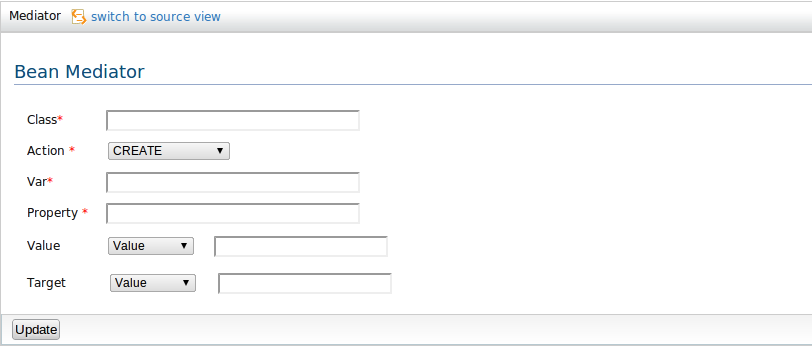 Mediator switch to source view
Bean Mediator
Class*
Action * CREATE
Var*
Property *
Value Value
Target Value
Update